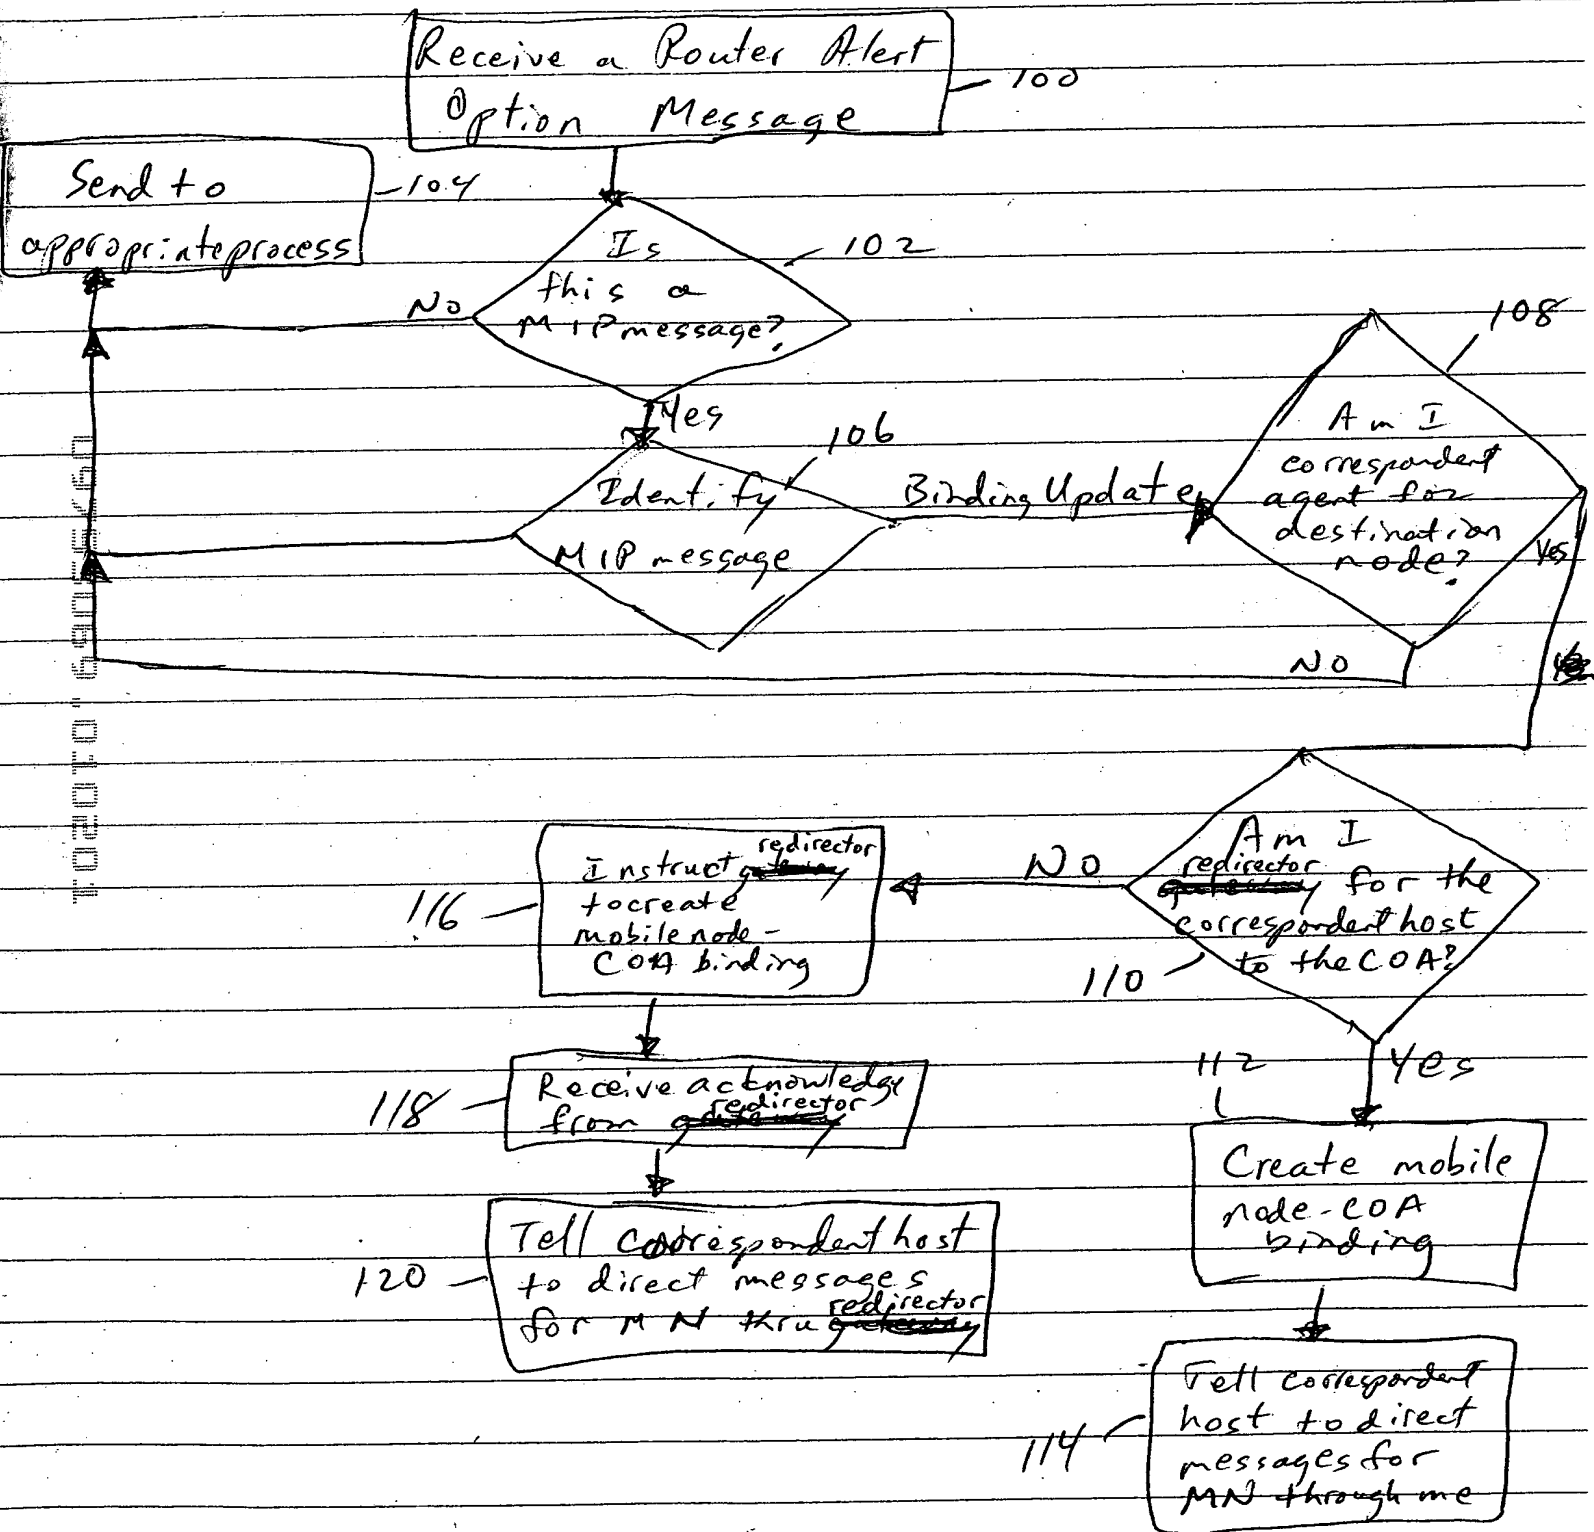 Receive a Router Alert
Option Message
100
Send to
appropriate process
104
Is
this a
MIP message?
102
No
Yes
108
Am I
correspondent
agent for
destination
node?
106
Identify
MIP message
Binding Update
Yes
No
Am I
redirector
for the
correspondent host
to the COA?
110
No
Instruct redirector
to create
mobile node -
COA binding
116
Yes
112
Receive acknowledge
from redirector
118
Create mobile
node - COA
binding
Tell correspondent host
to direct messages
for MN thru redirector
120
Tell correspondent
host to direct
messages for
MN through me
114